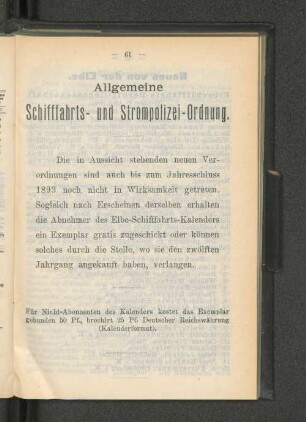 — 61 —
Allgemeine
Schifffahrts- und Strompolizei-Ordnung.
Die in Aussicht stehenden neuen Ver-
ordnungen sind auch bis zum Jahresschluss
1893 noch nicht in Wirksamkeit getreten.
Sogleich nach Erscheinen derselben erhalten
die Abnehmer des Elbe-Schifffahrts-Kalenders
ein Exemplar gratis zugeschickt oder können
solches durch die Stelle, wo sie den zwölften
Jahrgang angekauft haben, verlangen.
Für Nicht-Abonnenten des Kalenders kostet das Exemplar
gebunden 50 Pf., brochirt 25 Pf. Deutscher Reichswährung
(Kalenderformat).